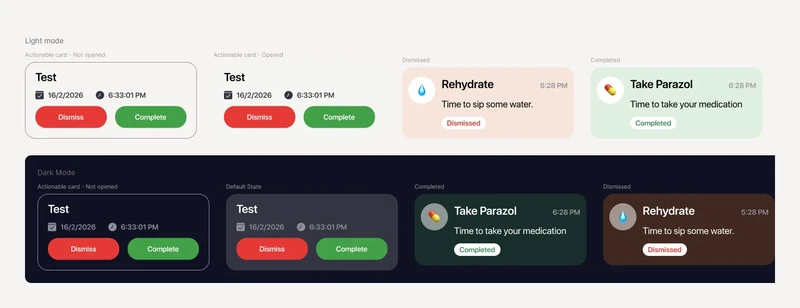 Light mode
Actionable card - Not opened
Test
16/2/2026 6:33:01 PM
Dismiss Complete
Actionable card - Opened
Test
16/2/2026 6:33:01 PM
Dismiss Complete
Dismissed
Rehydrate 5:28 PM
Time to sip some water.
Dismissed
Completed
Take Parazol 6:28 PM
Time to take your medication
Completed
Dark Mode
Actionable card - Not opened
Test
16/2/2026 6:33:01 PM
Dismiss Complete
Default State
Test
16/2/2026 6:33:01 PM
Dismiss Complete
Completed
Take Parazol 6:28 PM
Time to take your medication
Completed
Dismissed
Rehydrate 5:28 PM
Time to sip some water.
Dismissed